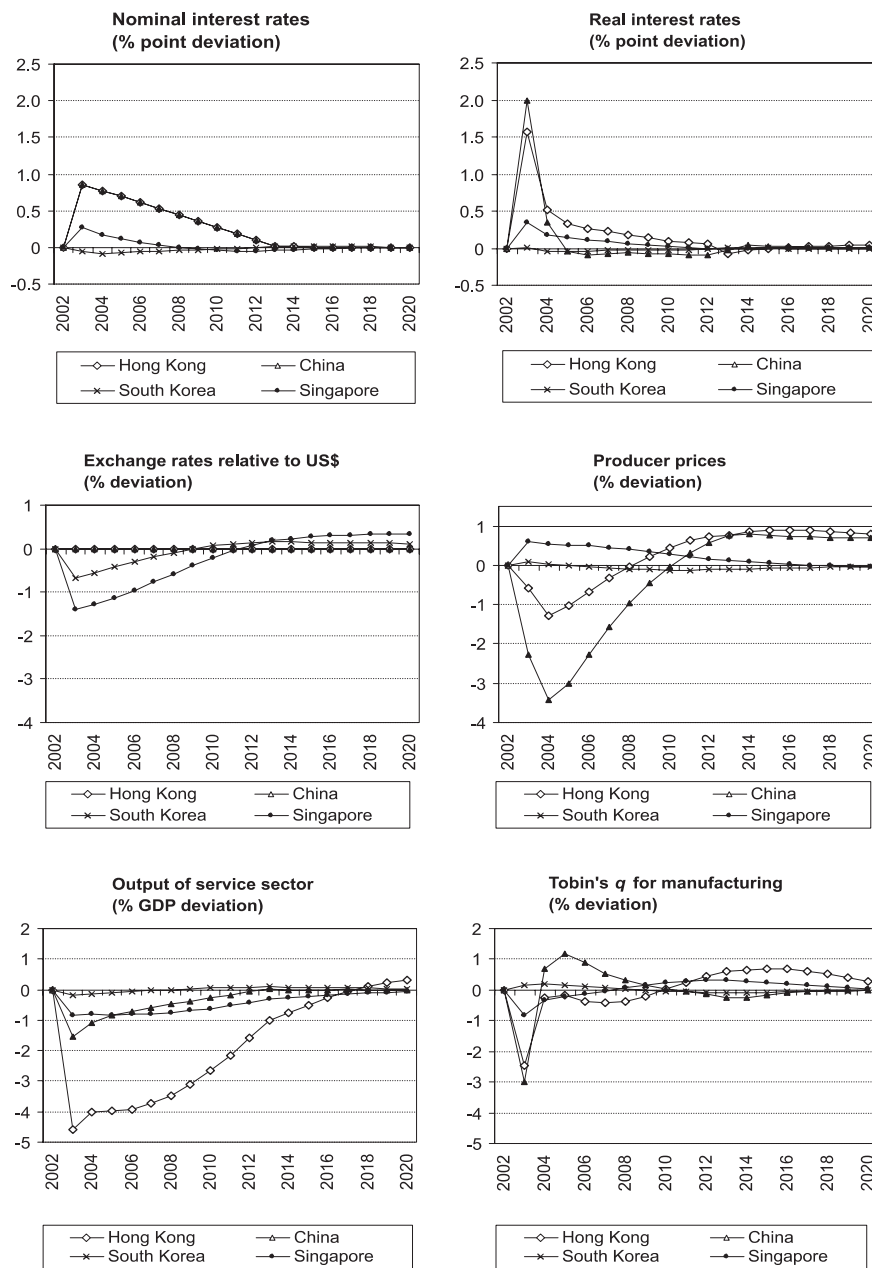 Nominal interest rates
(% point deviation)
2.5
2.0
1.5
1.0
0.5
0
-0.5
2002
2004
2006
2008
2010
2012
2014
2016
2018
2020
Hong Kong
China
South Korea
Singapore
Real interest rates
(% point deviation)
2.5
2.0
1.5
1.0
0.5
0
-0.5
2002
2004
2006
2008
2010
2012
2014
2016
2018
2020
Hong Kong
China
South Korea
Singapore
Exchange rates relative to US$
(% deviation)
1
0
-1
-2
-3
-4
2002
2004
2006
2008
2010
2012
2014
2016
2018
2020
Hong Kong
China
South Korea
Singapore
Producer prices
(% deviation)
1
0
-1
-2
-3
-4
2002
2004
2006
2008
2010
2012
2014
2016
2018
2020
Hong Kong
China
South Korea
Singapore
Output of service sector
(% GDP deviation)
2
1
0
-1
-2
-3
-4
-5
2002
2004
2006
2008
2010
2012
2014
2016
2018
2020
Hong Kong
China
South Korea
Singapore
Tobin's q for manufacturing
(% deviation)
2
1
0
-1
-2
-3
-4
-5
2002
2004
2006
2008
2010
2012
2014
2016
2018
2020
Hong Kong
China
South Korea
Singapore